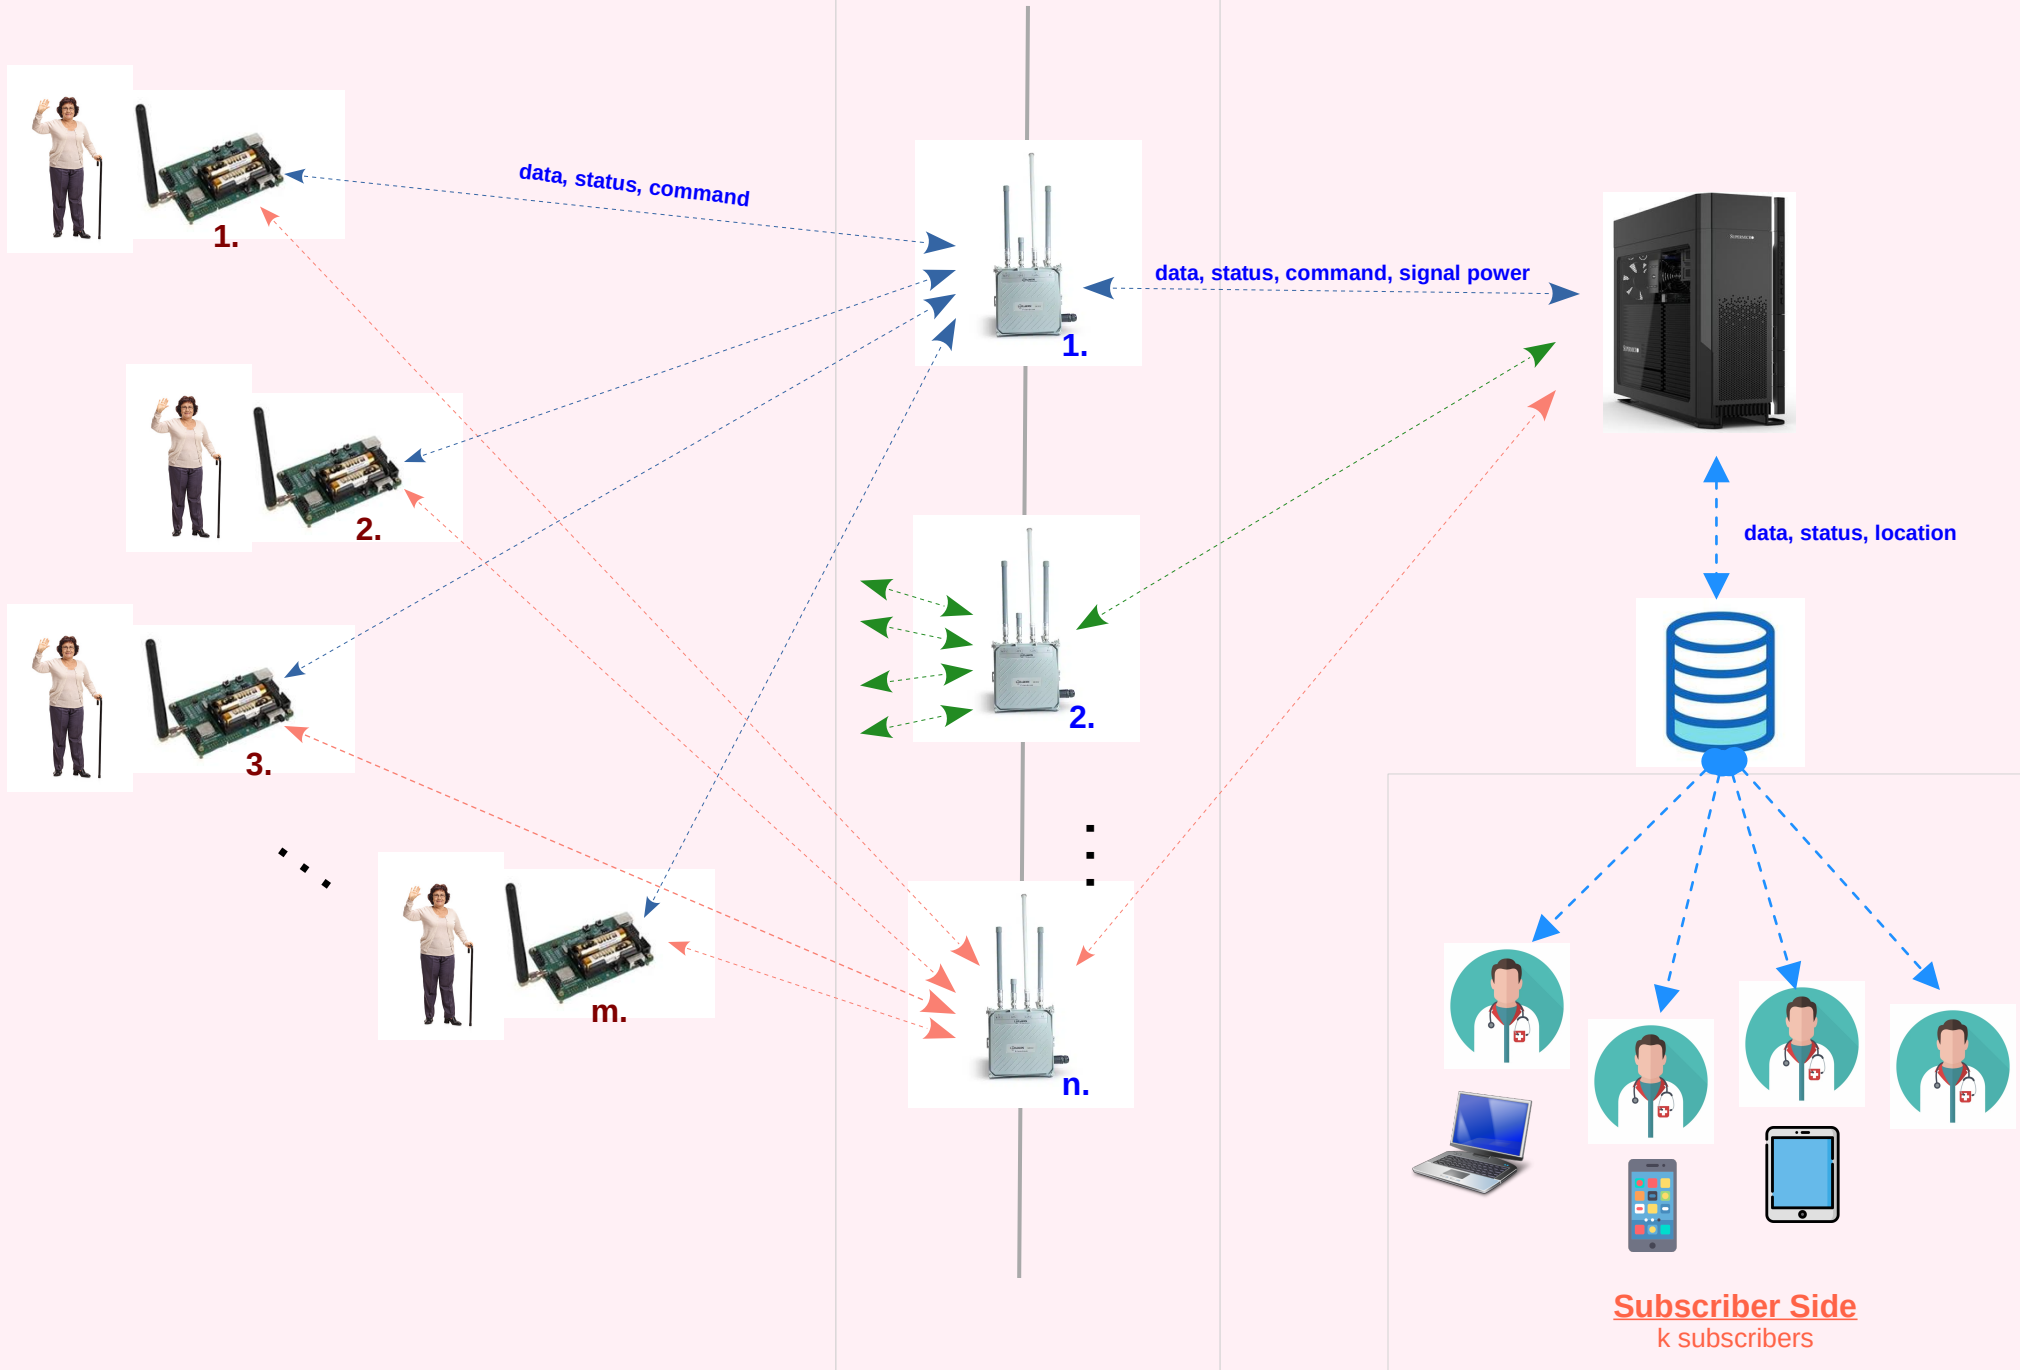 data, status, command
1.
data, status, command, signal power
1.
2.
data, status, location
2.
3.
m.
n.
Subscriber Side
k subscribers